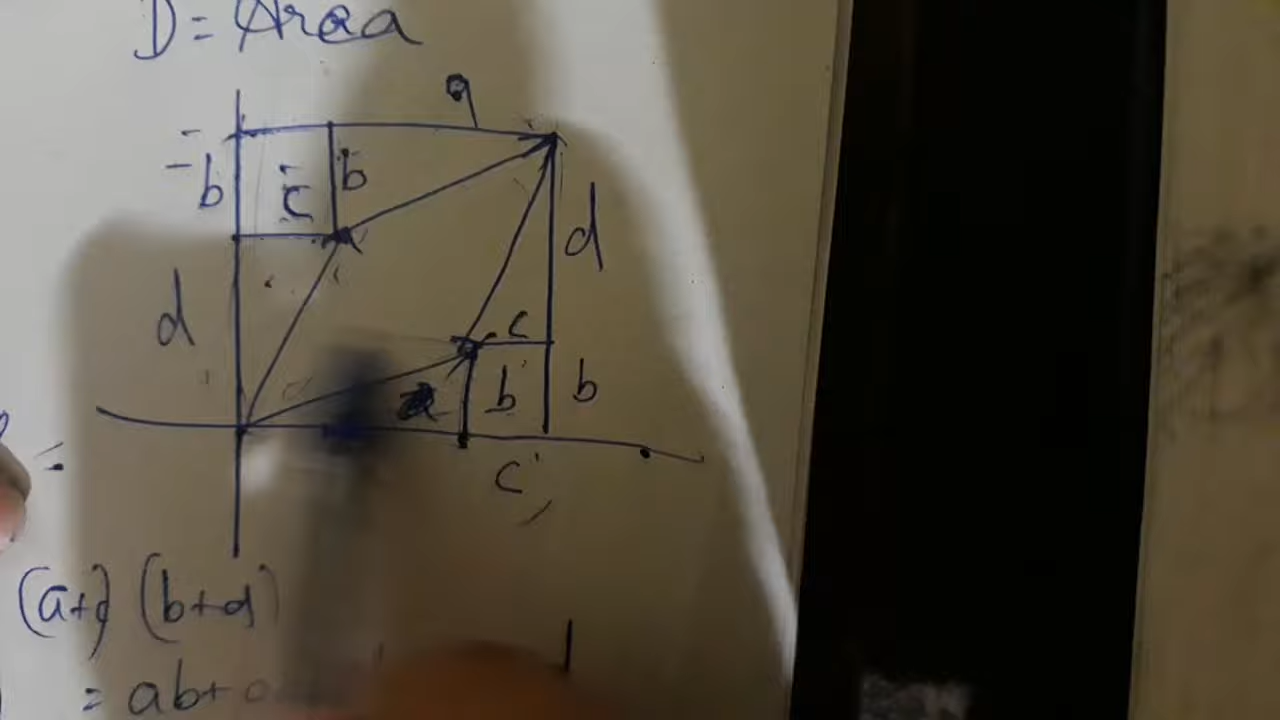 D = Area
a
b c b
d
d
c
a b b
c
(a+c) (b+d)
= ab+